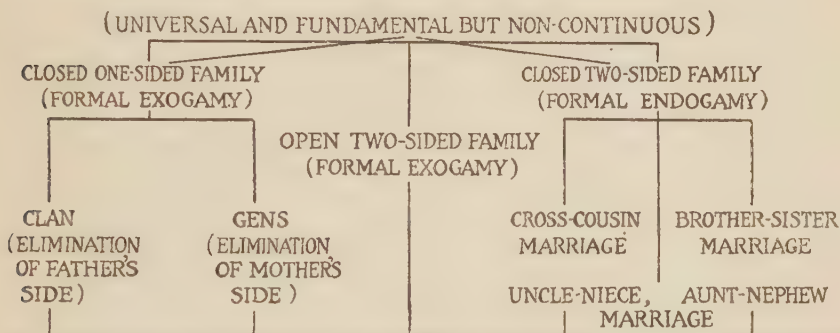 (UNIVERSAL AND FUNDAMENTAL BUT NON-CONTINUOUS)
CLOSED ONE-SIDED FAMILY
(FORMAL EXOGAMY)
CLOSED TWO-SIDED FAMILY
(FORMAL ENDOGAMY)
OPEN TWO-SIDED FAMILY
(FORMAL EXOGAMY)
CLAN
(ELIMINATION
OF FATHER'S
SIDE)
GENS
(ELIMINATION
OF MOTHER'S
SIDE)
CROSS-COUSIN
MARRIAGE
BROTHER-SISTER
MARRIAGE
UNCLE-NIECE, AUNT-NEPHEW
MARRIAGE